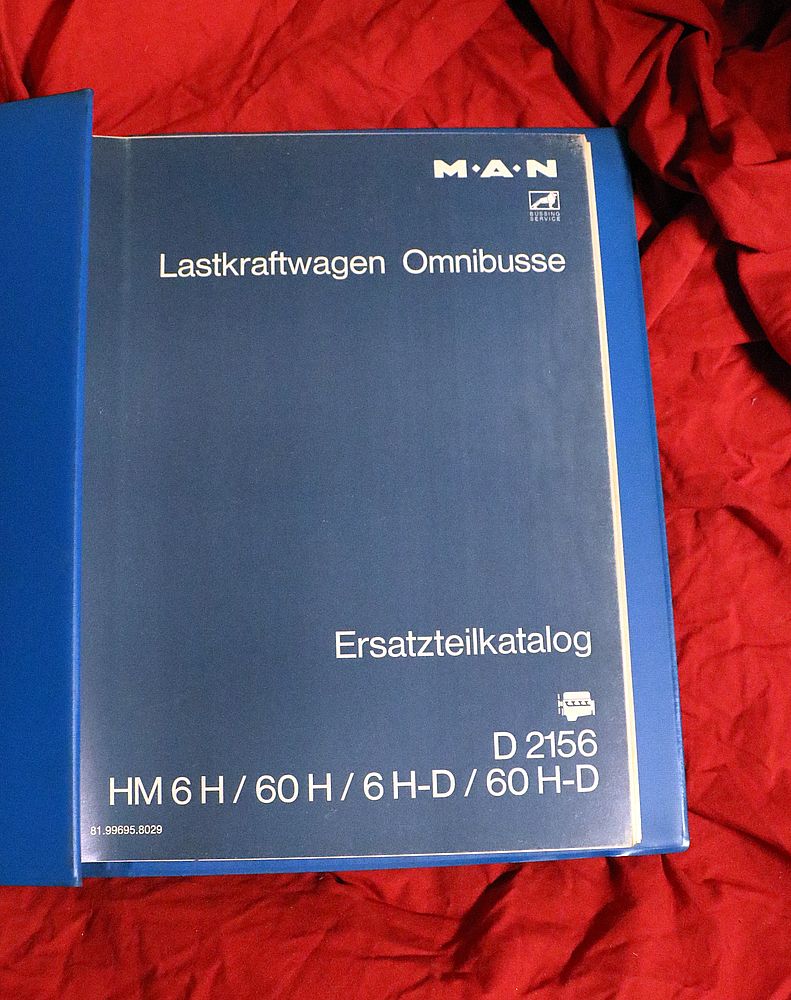 M·A·N
BÜSSING
SERVICE
Lastkraftwagen Omnibusse
Ersatzteilkatalog
D 2156
HM 6 H / 60 H / 6 H-D / 60 H-D
81.99695.8029